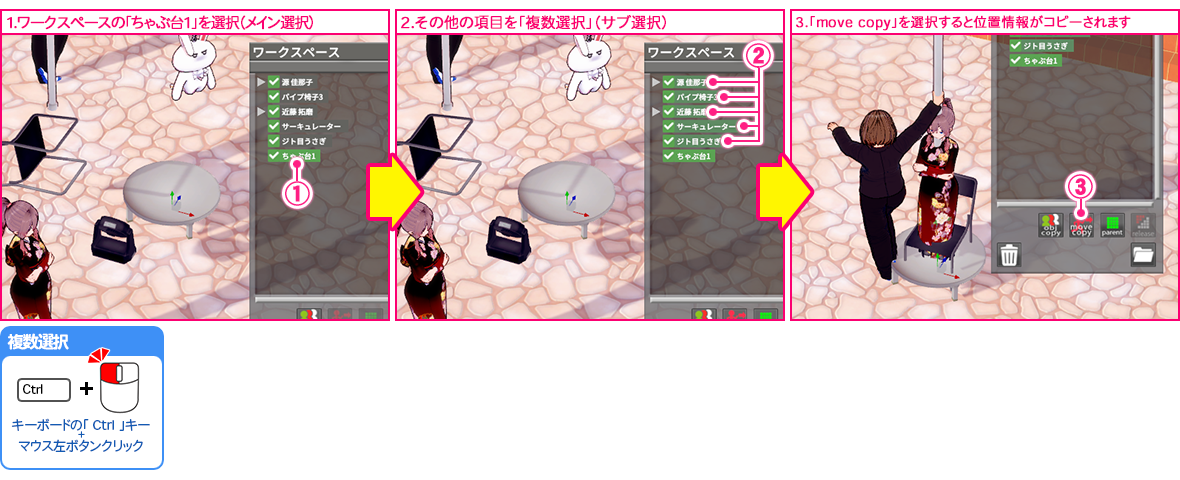 1.ワークスペースの「ちゃぶ台1」を選択(メイン選択)
ワークスペース
源 佳那子
パイプ椅子3
近藤 拓磨
サーキュレーター
ジト目うさぎ
ちゃぶ台1
①
2.その他の項目を「複数選択」(サブ選択)
ワークスペース
②
源 佳那子
パイプ椅子3
近藤 拓磨
サーキュレーター
ジト目うさぎ
ちゃぶ台1
3.「move copy」を選択すると位置情報がコピーされます
ジト目うさぎ
ちゃぶ台1
③
obj copy
move copy
parent
release
複数選択
Ctrl
+
キーボードの「 Ctrl 」キー
+
マウス左ボタンクリック